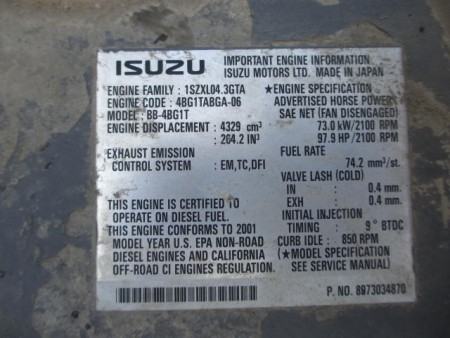 ISUZU
IMPORTANT ENGINE INFORMATION
ISUZU MOTORS LTD. MADE IN JAPAN
ENGINE FAMILY : 1SZXL04.3GTA
ENGINE CODE : 4BG1TABGA-06
MODEL : BB-4BG1T
ENGINE DISPLACEMENT : 4329 cm³
: 264.2 IN³
EXHAUST EMISSION
CONTROL SYSTEM : EM,TC,DFI
THIS ENGINE IS CERTIFIED TO
OPERATE ON DIESEL FUEL.
THIS ENGINE CONFORMS TO 2001
MODEL YEAR U.S. EPA NON-ROAD
DIESEL ENGINES AND CALIFORNIA
OFF-ROAD CI ENGINES REGULATION.
★ENGINE SPECIFICATION
ADVERTISED HORSE POWER
SAE NET (FAN DISENGAGED)
73.0 kW/2100 RPM
97.9 HP/2100 RPM
FUEL RATE
74.2 mm³/st.
VALVE LASH (COLD)
IN : 0.4 mm.
EXH : 0.4 mm.
INITIAL INJECTION
TIMING : 9° BTDC
CURB IDLE : 850 RPM
(★MODEL SPECIFICATION
SEE SERVICE MANUAL)
P. NO. 8973034870